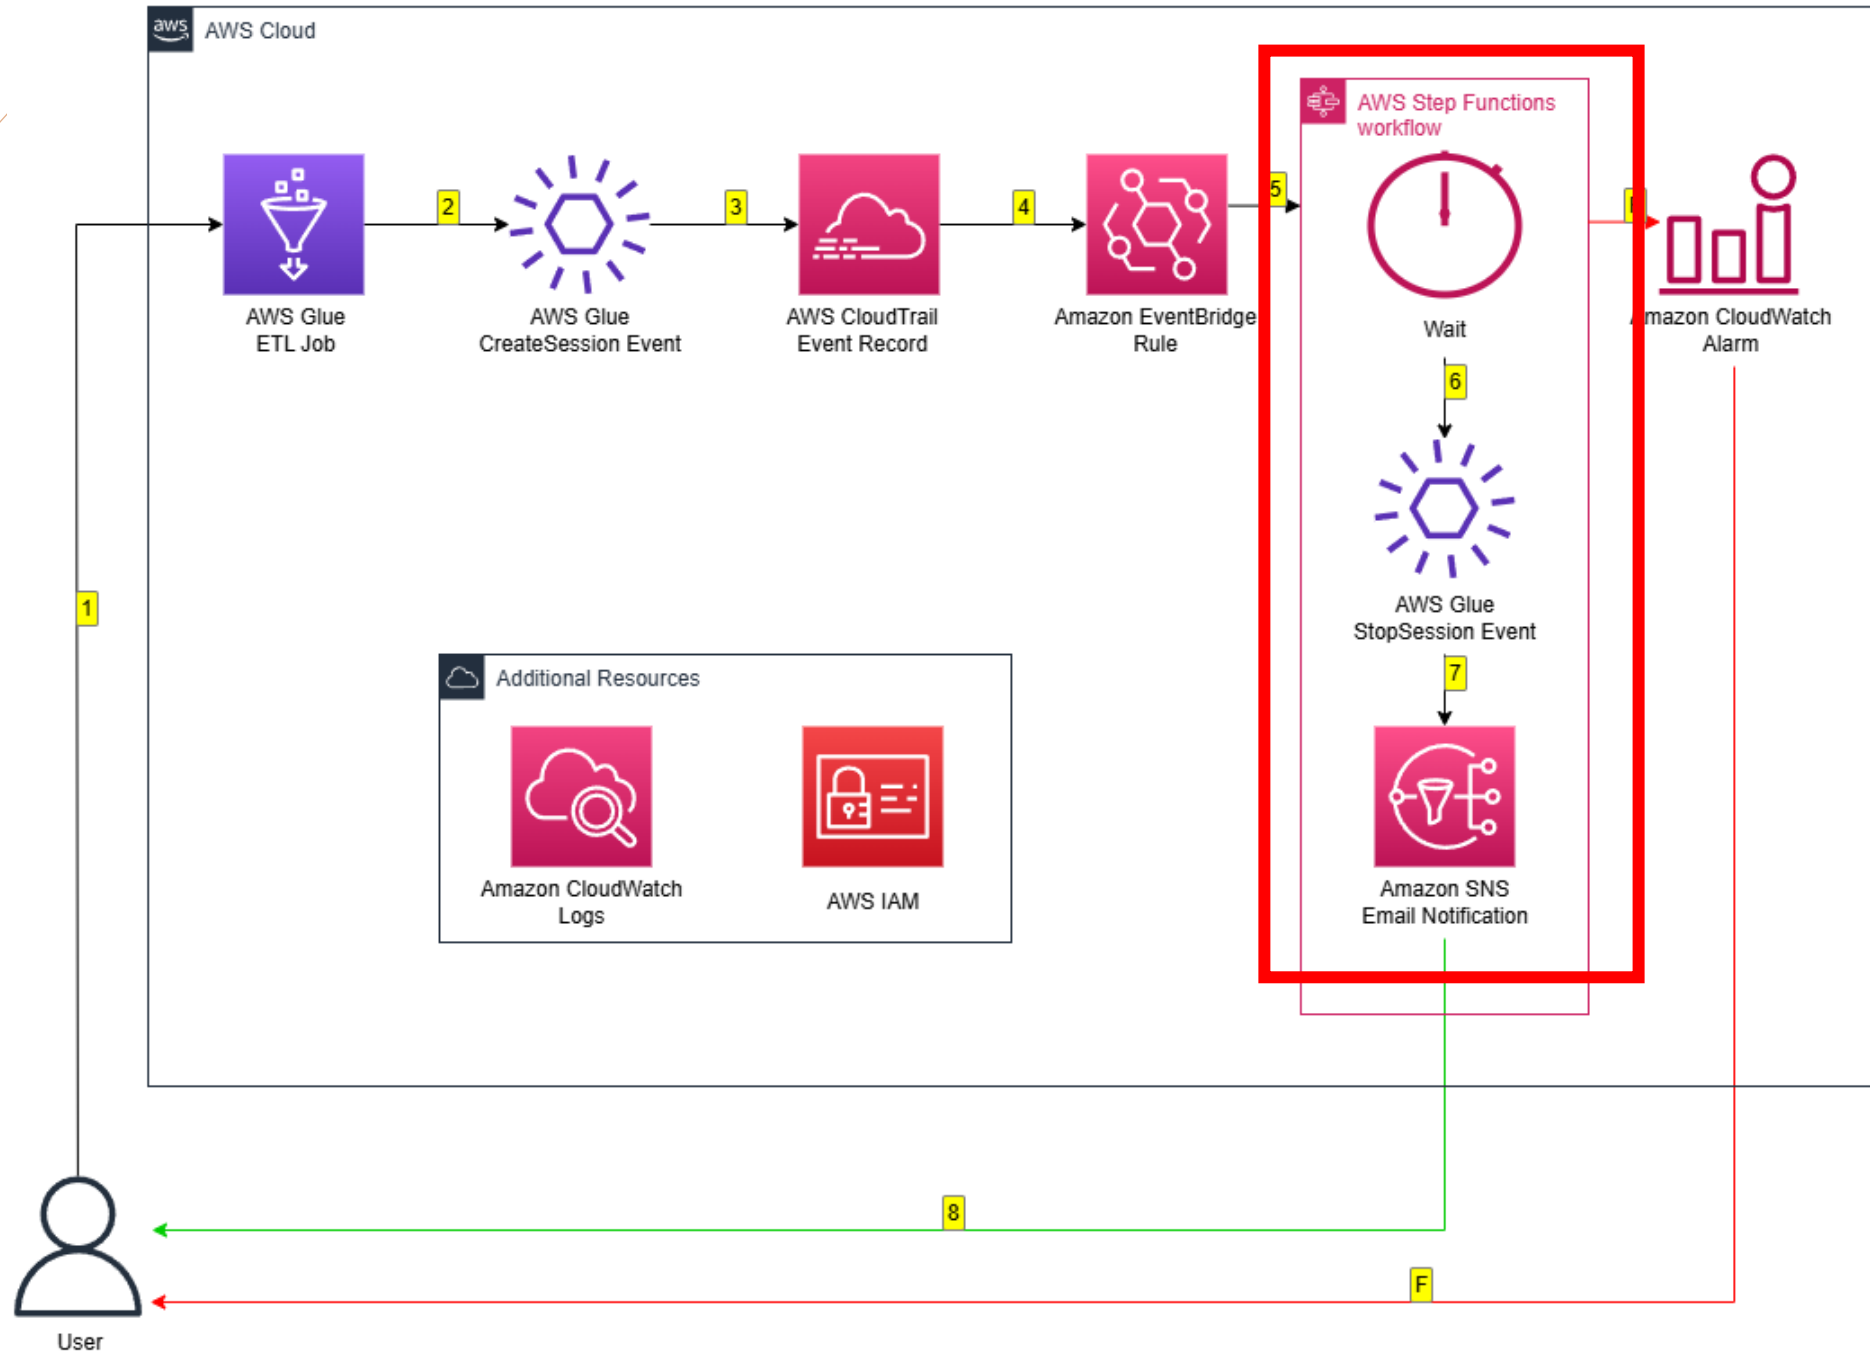 aws
AWS Cloud
AWS Step Functions
workflow
2
3
4
5
AWS Glue
ETL Job
AWS Glue
CreateSession Event
AWS CloudTrail
Event Record
Amazon EventBridge
Rule
Wait
Amazon CloudWatch
Alarm
6
AWS Glue
StopSession Event
1
7
Additional Resources
Amazon CloudWatch
Logs
AWS IAM
Amazon SNS
Email Notification
8
F
User